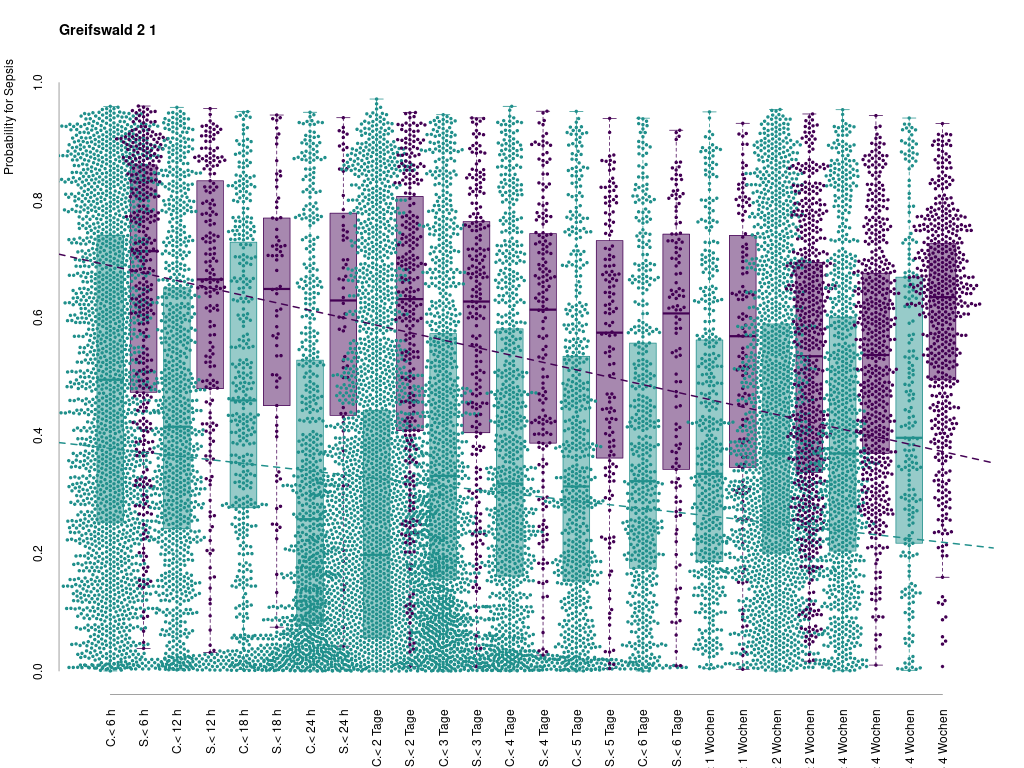 Greifswald 2 1
Probability for Sepsis
1.0
0.8
0.6
0.4
0.2
0.0
C.< 6 h
S.< 6 h
C.< 12 h
S.< 12 h
C.< 18 h
S.< 18 h
C.< 24 h
S.< 24 h
C.< 2 Tage
S.< 2 Tage
C.< 3 Tage
S.< 3 Tage
C.< 4 Tage
S.< 4 Tage
C.< 5 Tage
S.< 5 Tage
C.< 6 Tage
S.< 6 Tage
1 Wochen
1 Wochen
2 Wochen
2 Wochen
4 Wochen
4 Wochen
4 Wochen
4 Wochen